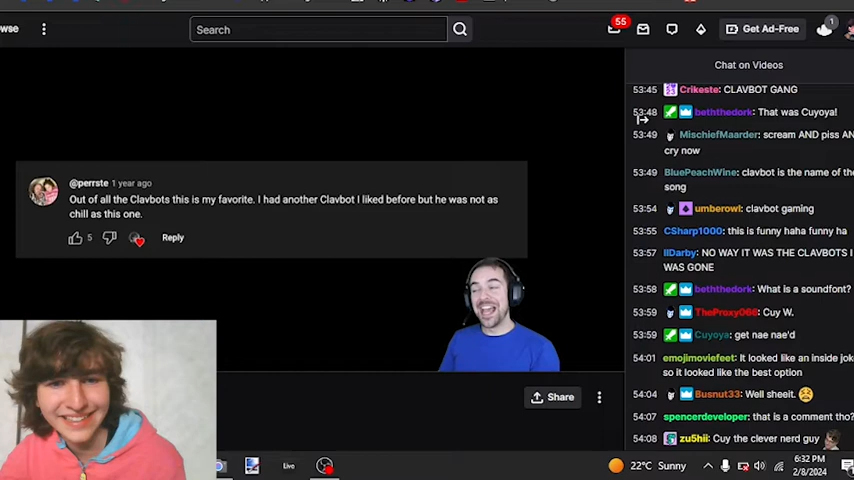 wse
Search
55
Get Ad-Free
1
Chat on Videos
53:45 Crikeste: CLAVBOT GANG
53:48 beththedork: That was Cuyoya!
53:49 MischiefMaarder: scream AND piss AN
cry now
53:49 BluePeachWine: clavbot is the name of the
song
53:54 umberowl: clavbot gaming
53:55 CSharp1000: this is funny haha funny ha
53:57 llDarby: NO WAY IT WAS THE CLAVBOTS I
WAS GONE
53:58 beththedork: What is a soundfont?
53:59 TheProxy066: Cuy W.
53:59 Cuyoya: get nae nae'd
54:01 emojimoviefeet: It looked like an inside jok
so it looked like the best option
54:04 Busnut33: Well sheeit.
54:07 spencerdeveloper: that is a comment tho?
54:08 zu5hii: Cuy the clever nerd guy
@perrste 1 year ago
Out of all the Clavbots this is my favorite. I had another Clavbot I liked before but he was not as
chill as this one.
5
Reply
Share
Live
22°C Sunny
6:32 PM
2/8/2024